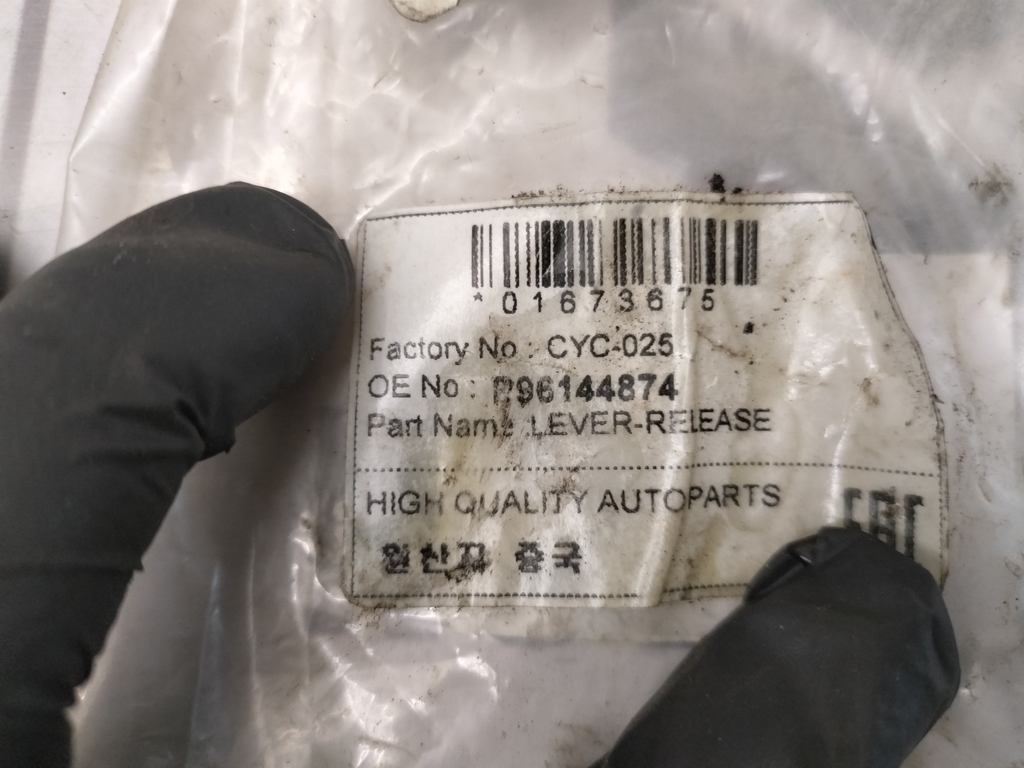 *01673675
Factory No : CYC-025
OE No : P96144874
Part Name :LEVER-RELEASE
HIGH QUALITY AUTOPARTS
원산지 중국
EAC